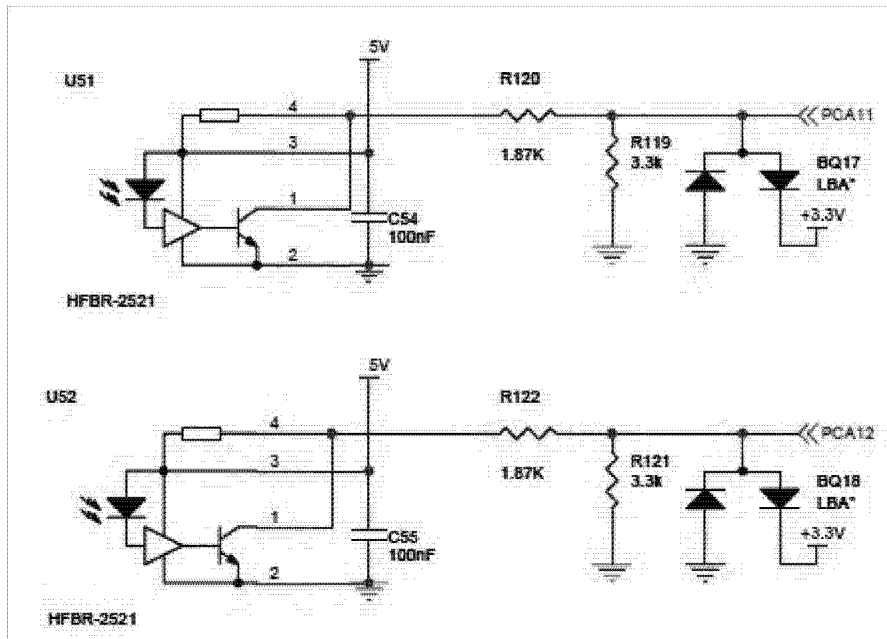 5V
U51
R120
4
PCA11
3
R119
3.3k
1.87K
BQ17
LBA*
1
+3.3V
C54
100nF
2
HFBR-2521
5V
U52
R122
4
PCA12
3
R121
3.3k
1.87K
BQ18
LBA*
1
+3.3V
C55
100nF
2
HFBR-2521